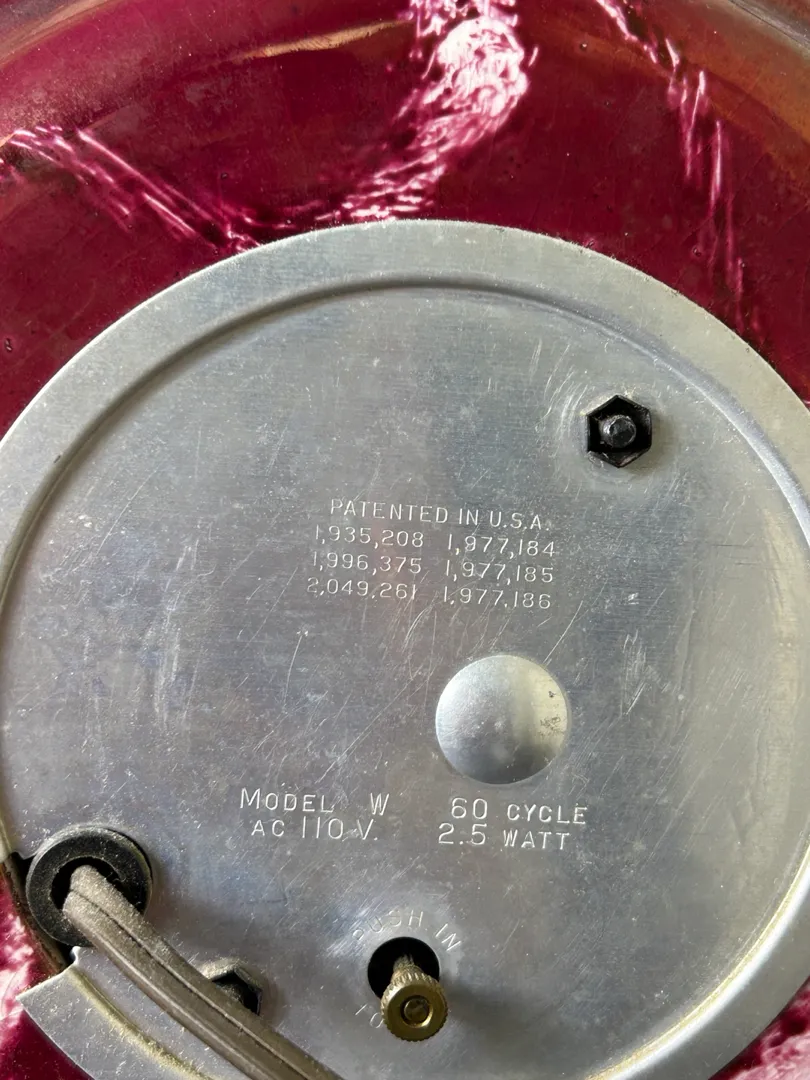 PATENTED IN U.S.A.
1,935,208 1,977,184
1,996,375 1,977,185
2,049,261 1,977,186
MODEL W 60 CYCLE
AC 110 V. 2.5 WATT
PUSH IN
TO